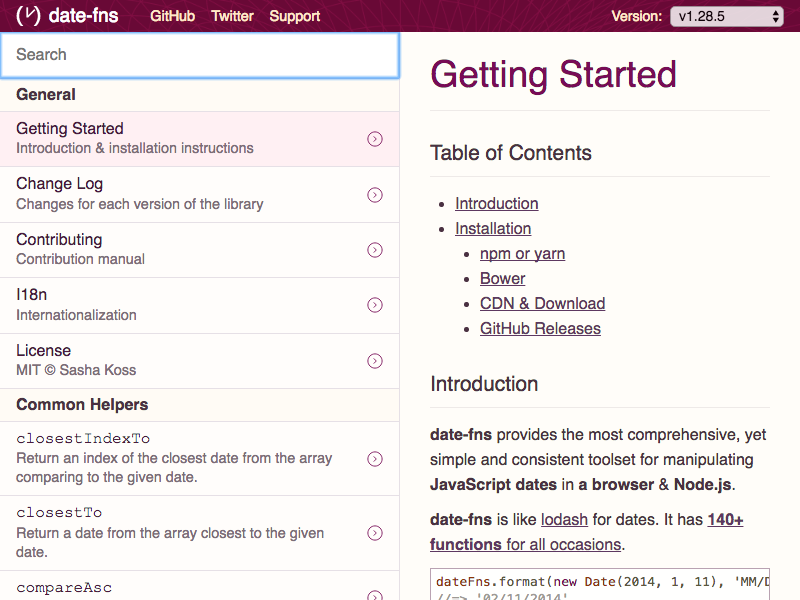 date-fns GitHub Twitter Support Version: v1.28.5
Search
General
Getting Started
Introduction & installation instructions
Change Log
Changes for each version of the library
Contributing
Contribution manual
I18n
Internationalization
License
MIT © Sasha Koss
Common Helpers
closestIndexTo
Return an index of the closest date from the array
comparing to the given date.
closestTo
Return a date from the array closest to the given
date.
compareAsc
Getting Started
Table of Contents
Introduction
Installation
npm or yarn
Bower
CDN & Download
GitHub Releases
Introduction
date-fns provides the most comprehensive, yet
simple and consistent toolset for manipulating
JavaScript dates in a browser & Node.js.
date-fns is like lodash for dates. It has 140+
functions for all occasions.
dateFns.format(new Date(2014, 1, 11), 'MM/D
//=> '02/11/2014'